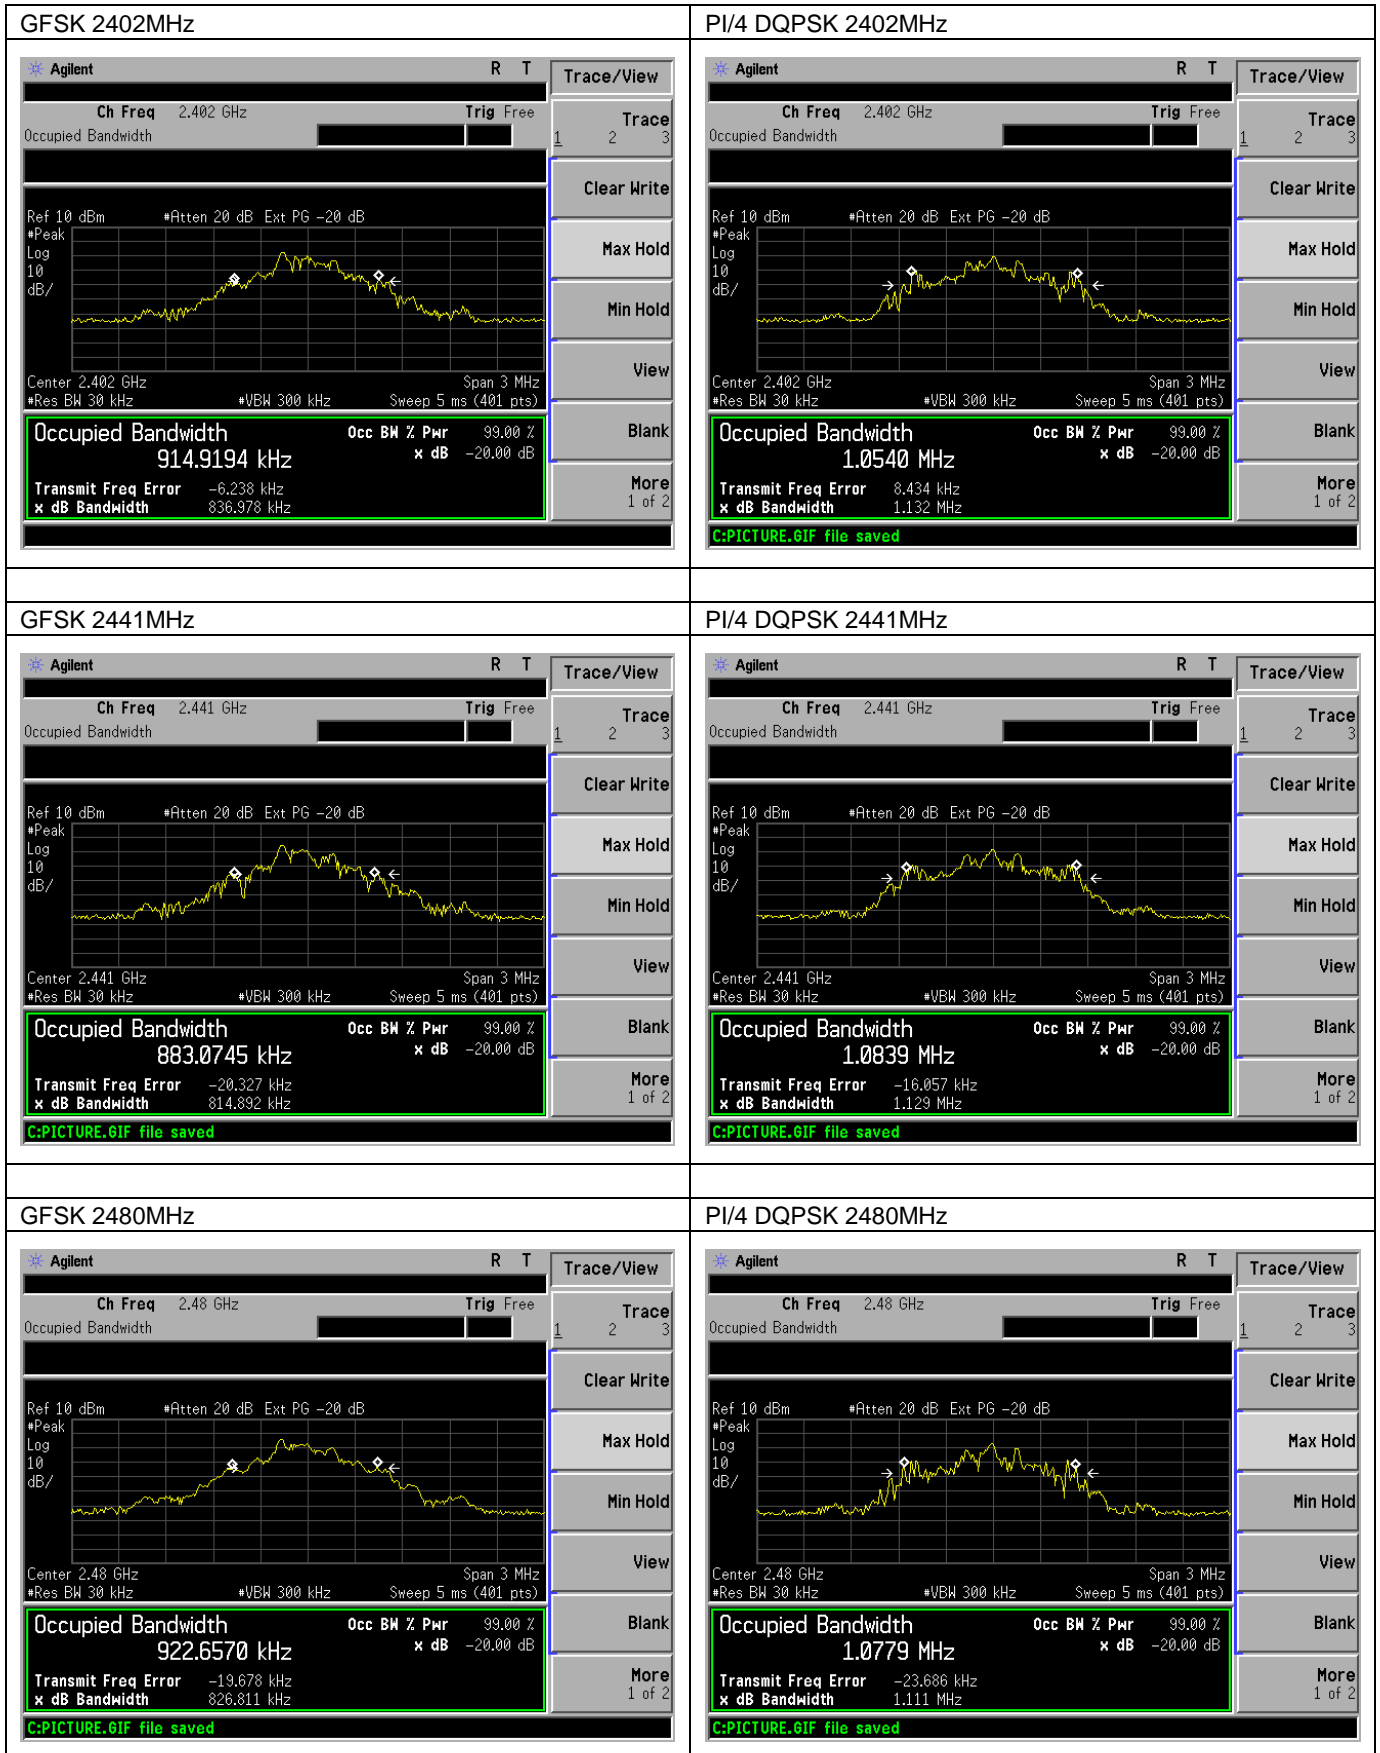 GFSK 2402MHz
PI/4 DQPSK 2402MHz
Agilent R T Trace/View
Ch Freq 2.402 GHz Trig Free
Occupied Bandwidth
Trace
1 2 3
Clear Write
Ref 10 dBm #Atten 20 dB Ext PG -20 dB
#Peak
Log
10
dB/
Max Hold
Min Hold
View
Center 2.402 GHz Span 3 MHz
#Res BW 30 kHz #VBW 300 kHz Sweep 5 ms (401 pts)
Occupied Bandwidth Occ BW % Pwr 99.00 %
914.9194 kHz x dB -20.00 dB
Blank
Transmit Freq Error -6.238 kHz
x dB Bandwidth 836.978 kHz
More
1 of 2
Agilent R T Trace/View
Ch Freq 2.402 GHz Trig Free
Occupied Bandwidth
Trace
1 2 3
Clear Write
Ref 10 dBm #Atten 20 dB Ext PG -20 dB
#Peak
Log
10
dB/
Max Hold
Min Hold
View
Center 2.402 GHz Span 3 MHz
#Res BW 30 kHz #VBW 300 kHz Sweep 5 ms (401 pts)
Occupied Bandwidth Occ BW % Pwr 99.00 %
1.0540 MHz x dB -20.00 dB
Blank
Transmit Freq Error 8.434 kHz
x dB Bandwidth 1.132 MHz
More
1 of 2
C:PICTURE.GIF file saved
GFSK 2441MHz
PI/4 DQPSK 2441MHz
Agilent R T Trace/View
Ch Freq 2.441 GHz Trig Free
Occupied Bandwidth
Trace
1 2 3
Clear Write
Ref 10 dBm #Atten 20 dB Ext PG -20 dB
#Peak
Log
10
dB/
Max Hold
Min Hold
View
Center 2.441 GHz Span 3 MHz
#Res BW 30 kHz #VBW 300 kHz Sweep 5 ms (401 pts)
Occupied Bandwidth Occ BW % Pwr 99.00 %
883.0745 kHz x dB -20.00 dB
Blank
Transmit Freq Error -20.327 kHz
x dB Bandwidth 814.892 kHz
More
1 of 2
C:PICTURE.GIF file saved
Agilent R T Trace/View
Ch Freq 2.441 GHz Trig Free
Occupied Bandwidth
Trace
1 2 3
Clear Write
Ref 10 dBm #Atten 20 dB Ext PG -20 dB
#Peak
Log
10
dB/
Max Hold
Min Hold
View
Center 2.441 GHz Span 3 MHz
#Res BW 30 kHz #VBW 300 kHz Sweep 5 ms (401 pts)
Occupied Bandwidth Occ BW % Pwr 99.00 %
1.0839 MHz x dB -20.00 dB
Blank
Transmit Freq Error -16.057 kHz
x dB Bandwidth 1.129 MHz
More
1 of 2
C:PICTURE.GIF file saved
GFSK 2480MHz
PI/4 DQPSK 2480MHz
Agilent R T Trace/View
Ch Freq 2.48 GHz Trig Free
Occupied Bandwidth
Trace
1 2 3
Clear Write
Ref 10 dBm #Atten 20 dB Ext PG -20 dB
#Peak
Log
10
dB/
Max Hold
Min Hold
View
Center 2.48 GHz Span 3 MHz
#Res BW 30 kHz #VBW 300 kHz Sweep 5 ms (401 pts)
Occupied Bandwidth Occ BW % Pwr 99.00 %
922.6570 kHz x dB -20.00 dB
Blank
Transmit Freq Error -19.678 kHz
x dB Bandwidth 826.811 kHz
More
1 of 2
C:PICTURE.GIF file saved
Agilent R T Trace/View
Ch Freq 2.48 GHz Trig Free
Occupied Bandwidth
Trace
1 2 3
Clear Write
Ref 10 dBm #Atten 20 dB Ext PG -20 dB
#Peak
Log
10
dB/
Max Hold
Min Hold
View
Center 2.48 GHz Span 3 MHz
#Res BW 30 kHz #VBW 300 kHz Sweep 5 ms (401 pts)
Occupied Bandwidth Occ BW % Pwr 99.00 %
1.0779 MHz x dB -20.00 dB
Blank
Transmit Freq Error -23.686 kHz
x dB Bandwidth 1.111 MHz
More
1 of 2
C:PICTURE.GIF file saved